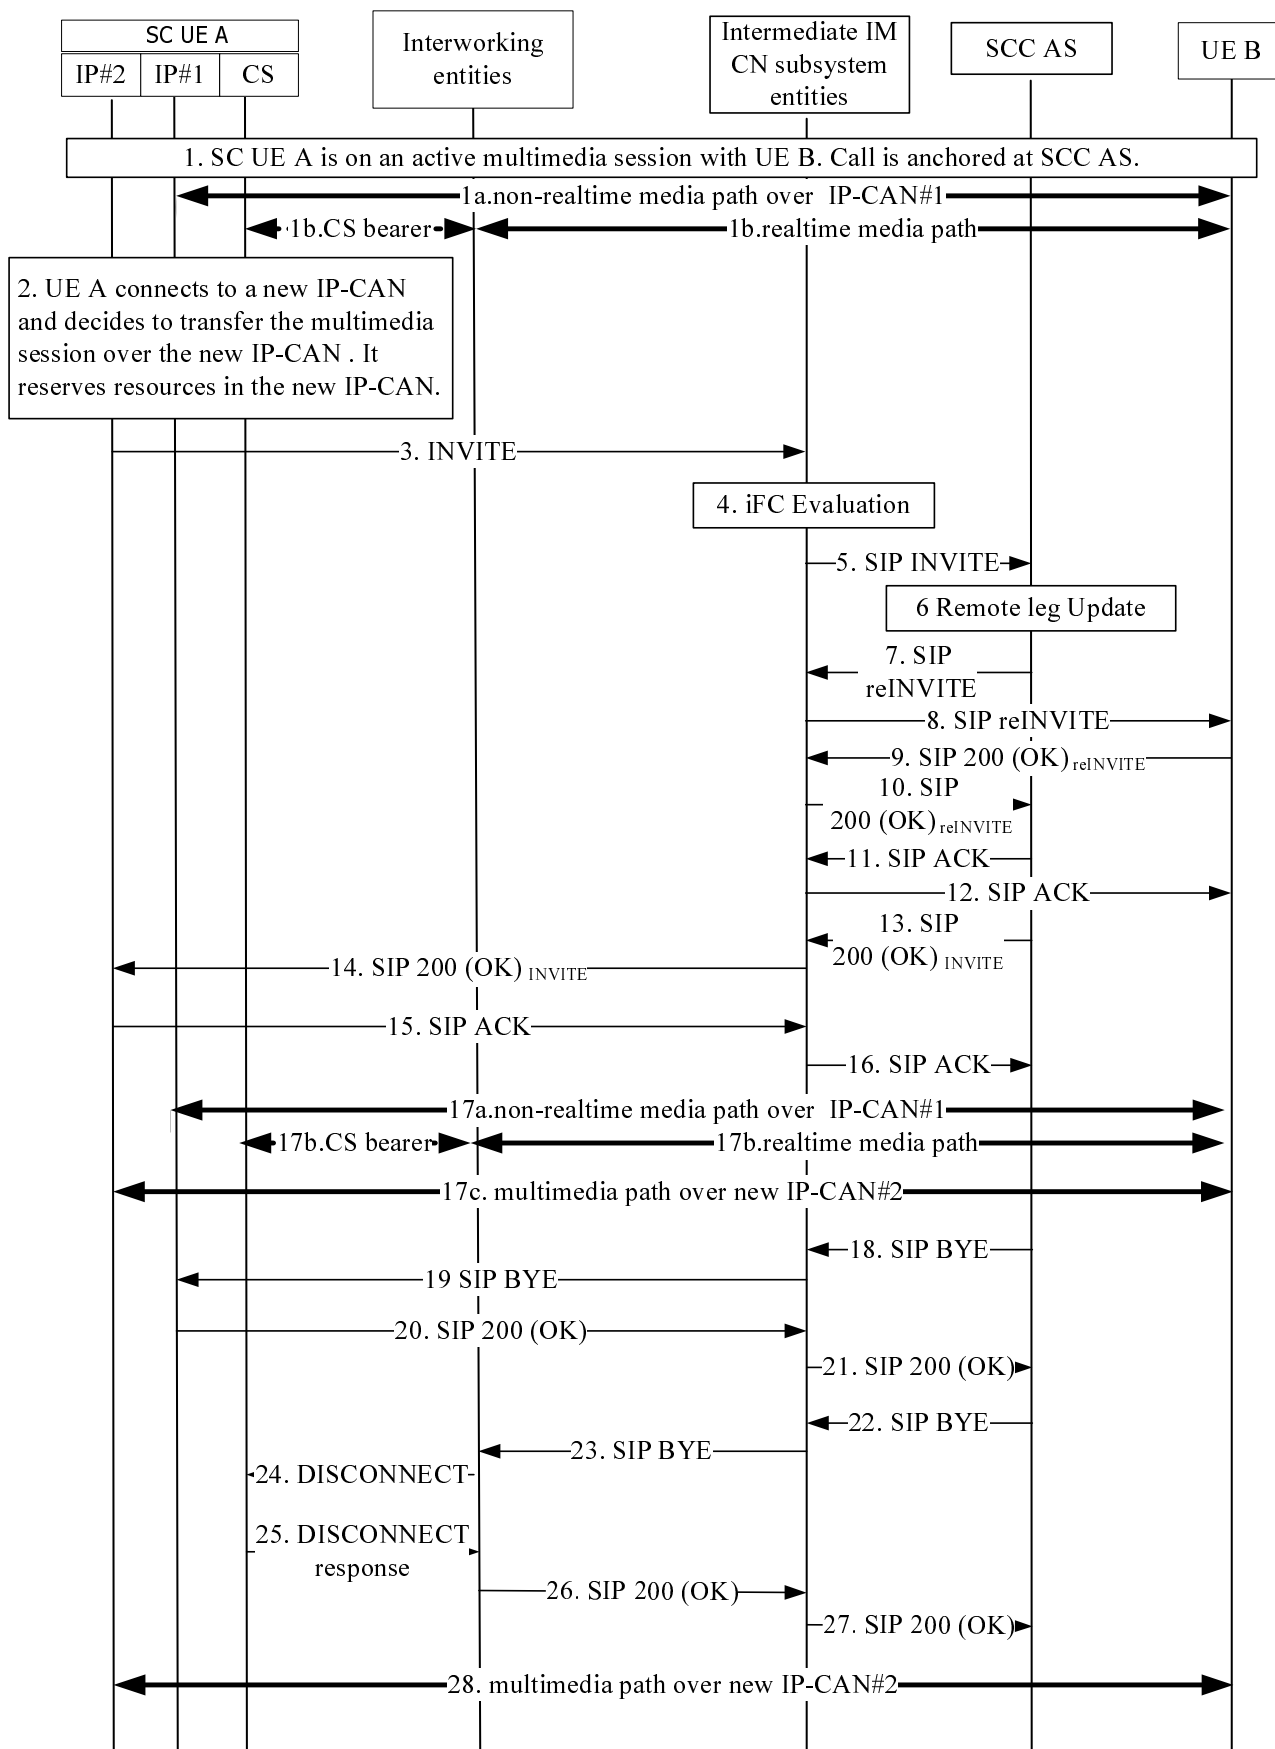 SC UE A
IP#2
IP#1
CS
Interworking
entities
Intermediate IM
CN subsystem
entities
SCC AS
UE B
1. SC UE A is on an active multimedia session with UE B. Call is anchored at SCC AS.
1a.non-realtime media path over IP-CAN#1
1b.CS bearer
1b.realtime media path
2. UE A connects to a new IP-CAN
and decides to transfer the multimedia
session over the new IP-CAN . It
reserves resources in the new IP-CAN.
3. INVITE
4. iFC Evaluation
5. SIP INVITE
6 Remote leg Update
7. SIP
reINVITE
8. SIP reINVITE
9. SIP 200 (OK) reINVITE
10. SIP
200 (OK) reINVITE
11. SIP ACK
12. SIP ACK
13. SIP
200 (OK) INVITE
14. SIP 200 (OK) INVITE
15. SIP ACK
16. SIP ACK
17a.non-realtime media path over IP-CAN#1
17b.CS bearer
17b.realtime media path
17c. multimedia path over new IP-CAN#2
18. SIP BYE
19 SIP BYE
20. SIP 200 (OK)
21. SIP 200 (OK)
22. SIP BYE
23. SIP BYE
24. DISCONNECT
25. DISCONNECT
response
26. SIP 200 (OK)
27. SIP 200 (OK)
28. multimedia path over new IP-CAN#2